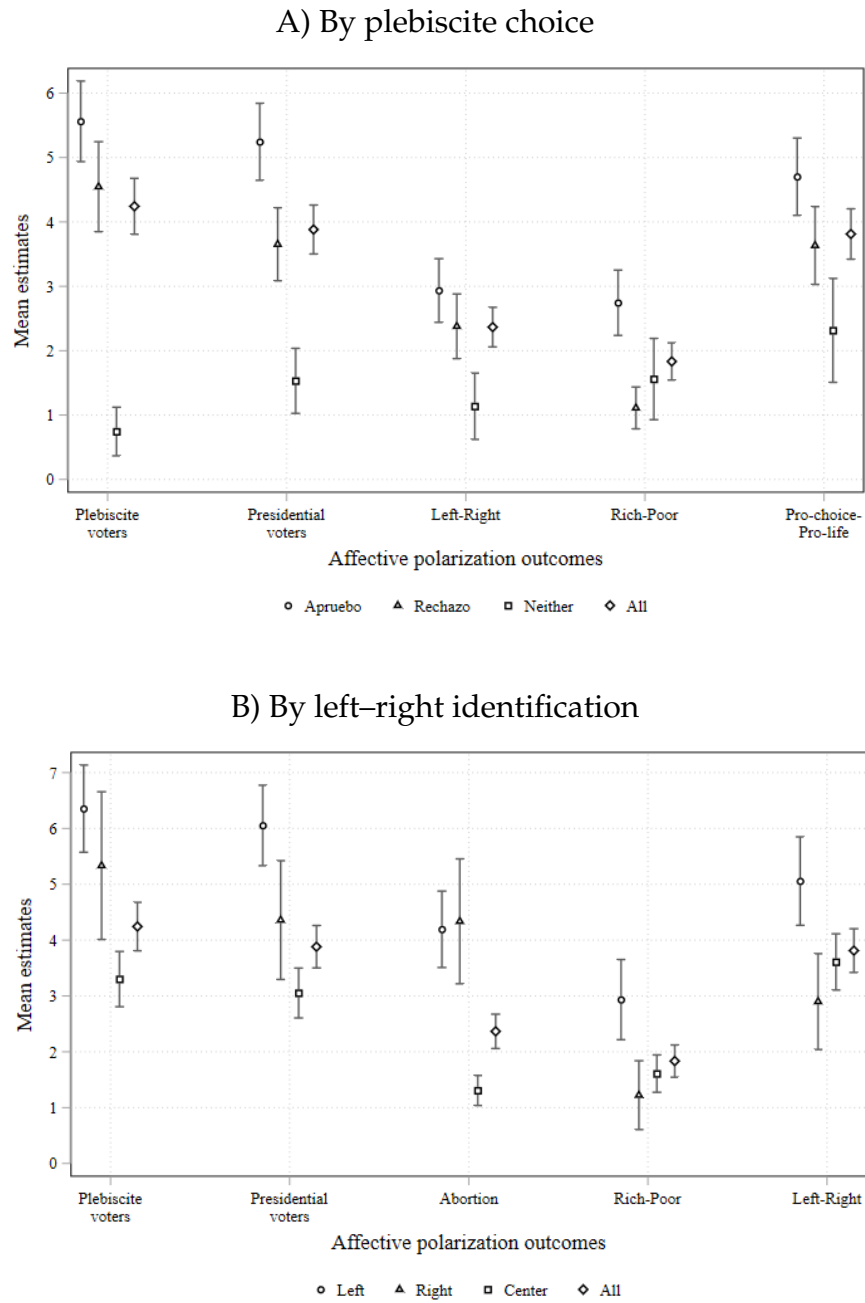 A) By plebiscite choice
6
5
4
3
2
1
0
Mean estimates
Plebiscite voters
Presidential voters
Left-Right
Rich-Poor
Pro-choice-Pro-life
Affective polarization outcomes
Apruebo Rechazo Neither All
B) By left–right identification
7
6
5
4
3
2
1
0
Mean estimates
Plebiscite voters
Presidential voters
Abortion
Rich-Poor
Left-Right
Affective polarization outcomes
Left Right Center All